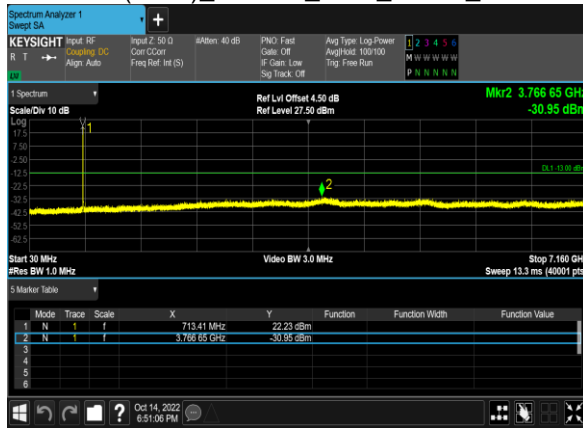 Spectrum Analyzer 1
Swept SA
+
KEYSIGHT
R T
LXI
Input: RF
Coupling: DC
Align: Auto
Input Z: 50 Ω
Corr CCorr
Freq Ref: Int (S)
#Atten: 40 dB
PNO: Fast
Gate: Off
IF Gain: Low
Sig Track: Off
Avg Type: Log-Power
Avg|Hold: 100/100
Trig: Free Run
1 2 3 4 5 6
M W W W W W
P N N N N N
1 Spectrum
Scale/Div 10 dB
Ref Lvl Offset 4.50 dB
Ref Level 27.50 dBm
Mkr2 3.766 65 GHz
-30.95 dBm
Log
17.5
7.50
-2.50
-12.5
-22.5
-32.5
-42.5
-52.5
-62.5
1
2
DL1 -13.00 dBm
Start 30 MHz
#Res BW 1.0 MHz
Video BW 3.0 MHz
Stop 7.160 GHz
Sweep 13.3 ms (40001 pts)
5 Marker Table
Mode Trace Scale X Y Function Function Width Function Value
1 N 1 f 713.41 MHz 22.23 dBm
2 N 1 f 3.766 65 GHz -30.95 dBm
3
4
5
6
?
Oct 14, 2022
6:51:06 PM